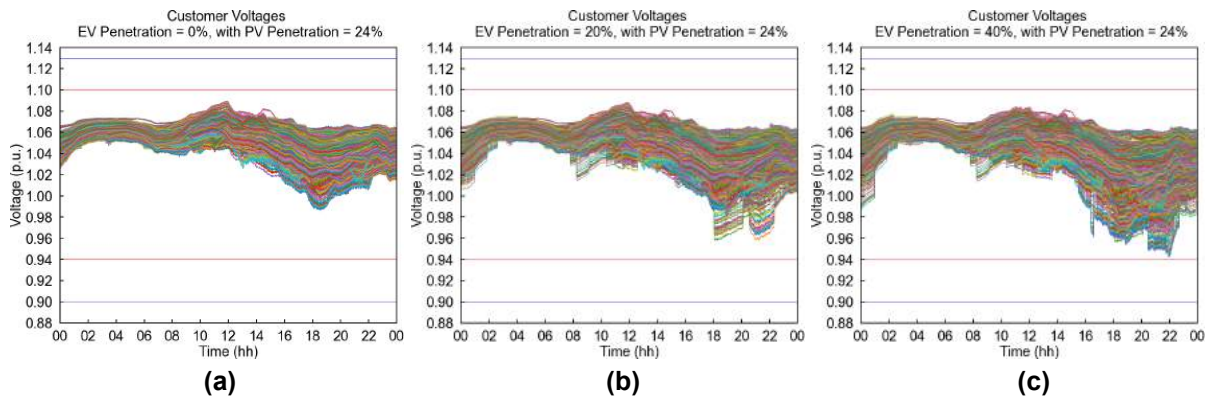 Customer Voltages
EV Penetration = 0%, with PV Penetration = 24%
1.14
1.12
1.10
1.08
1.06
1.04
1.02
1.00
0.98
0.96
0.94
0.92
0.90
0.88
Voltage (p.u.)
00 02 04 06 08 10 12 14 16 18 20 22 00
Time (hh)
(a)
Customer Voltages
EV Penetration = 20%, with PV Penetration = 24%
1.14
1.12
1.10
1.08
1.06
1.04
1.02
1.00
0.98
0.96
0.94
0.92
0.90
0.88
Voltage (p.u.)
00 02 04 06 08 10 12 14 16 18 20 22 00
Time (hh)
(b)
Customer Voltages
EV Penetration = 40%, with PV Penetration = 24%
1.14
1.12
1.10
1.08
1.06
1.04
1.02
1.00
0.98
0.96
0.94
0.92
0.90
0.88
Voltage (p.u.)
00 02 04 06 08 10 12 14 16 18 20 22 00
Time (hh)
(c)